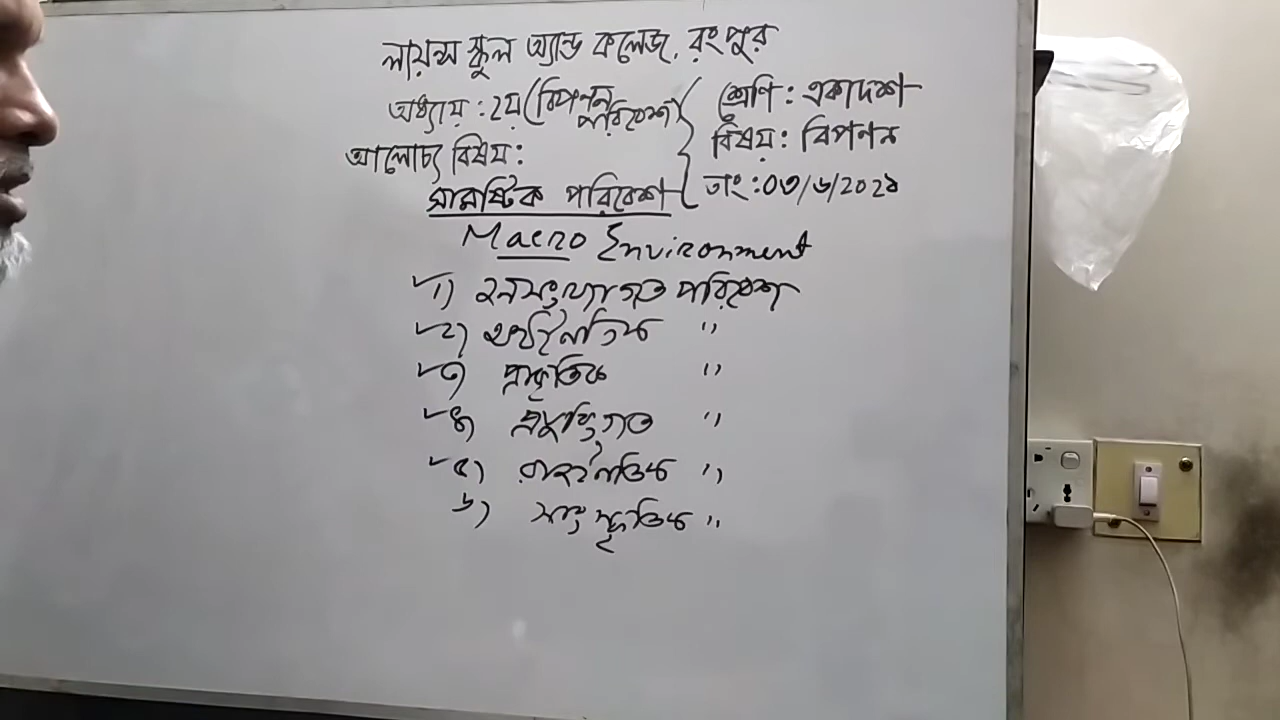 লায়ন্স স্কুল অ্যান্ড কলেজ, রংপুর
অধ্যায় : ২য় (বিপণন পরিবেশ)
শ্রেণি : একাদশ
আলোচ্য বিষয় :
বিষয় : বিপণন
সামষ্টিক পরিবেশ
তাং : ০৩/৬/২০২১
Macro Environment
১) জনসংখ্যাগত পরিবেশ
২) অর্থনৈতিক "
৩) প্রাকৃতিক "
৪) প্রযুক্তিগত "
৫) রাজনৈতিক "
৬) সাংস্কৃতিক "